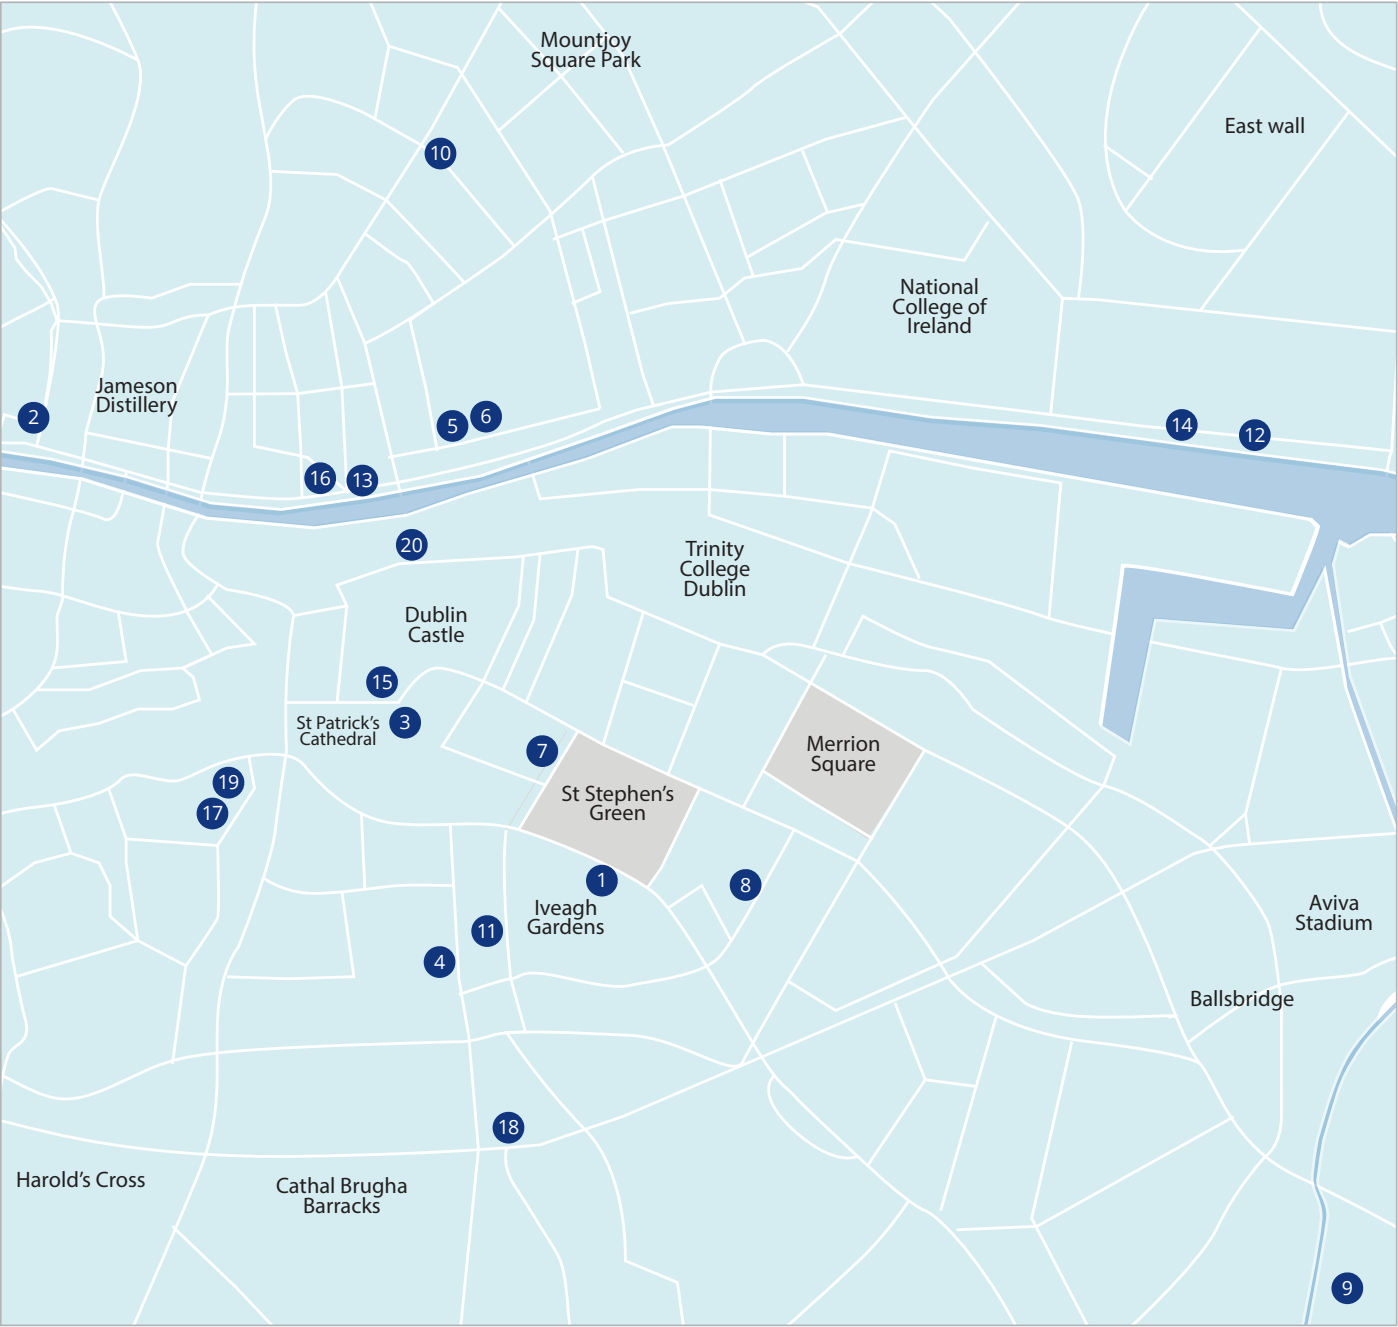 Mountjoy
Square Park
East wall
10
National
College of
Ireland
Jameson
Distillery
2
5
6
14
12
16
13
20
Trinity
College
Dublin
Dublin
Castle
15
St Patrick's
Cathedral
3
7
Merrion
Square
19
17
St Stephen's
Green
1
8
Iveagh
Gardens
11
4
Aviva
Stadium
Ballsbridge
18
Harold's Cross
Cathal Brugha
Barracks
9